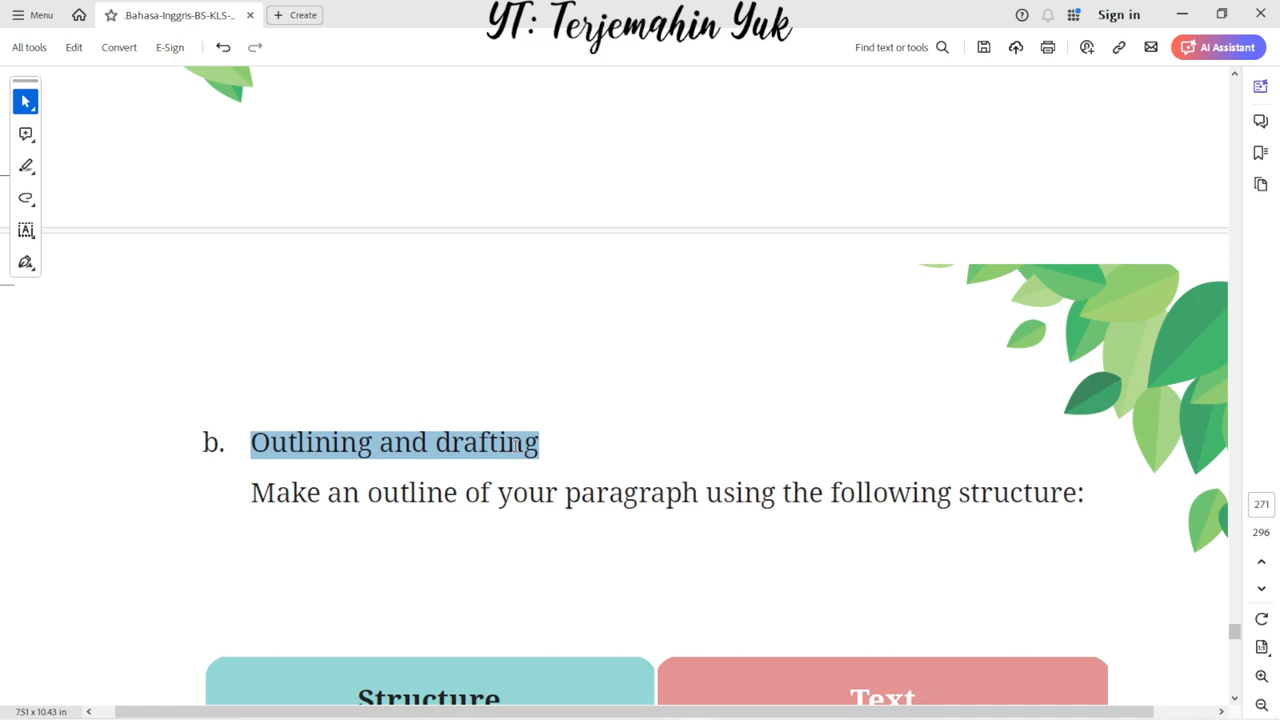 Menu
.Bahasa-Inggris-BS-KLS-...
Create
YT: Terjemahin Yuk
Sign in
All tools
Edit
Convert
E-Sign
Find text or tools
AI Assistant
b. Outlining and drafting
Make an outline of your paragraph using the following structure:
271
296
Structure
Text
7.51 x 10.43 in